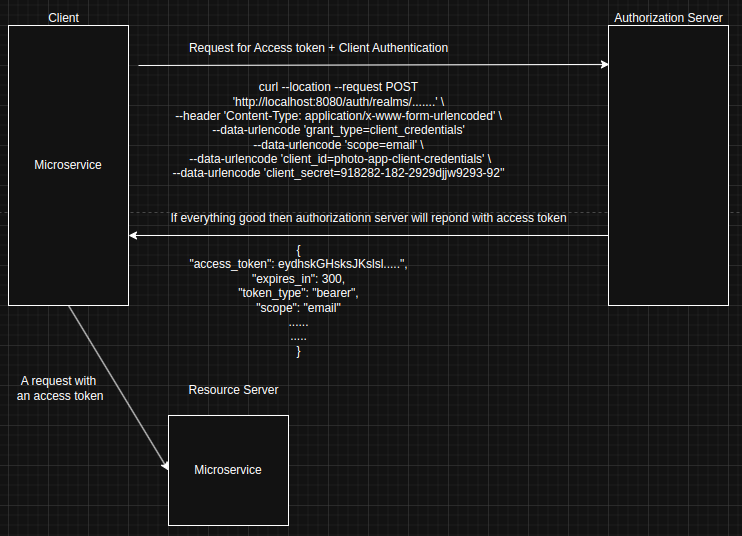 Client
Authorization Server
Request for Access token + Client Authentication
curl --location --request POST
'http://localhost:8080/auth/realms/.......' \
--header 'Content-Type: application/x-www-form-urlencoded' \
--data-urlencode 'grant_type=client_credentials'
--data-urlencode 'scope=email' \
--data-urlencode 'client_id=photo-app-client-credentials' \
--data-urlencode 'client_secret=918282-182-2929djjw9293-92"
Microservice
If everything good then authorizationn server will repond with access token
{
"access_token": eydhskGHsksJKslsl.....",
"expires_in": 300,
"token_type": "bearer",
"scope": "email"
......
.....
}
A request with
an access token
Resource Server
Microservice